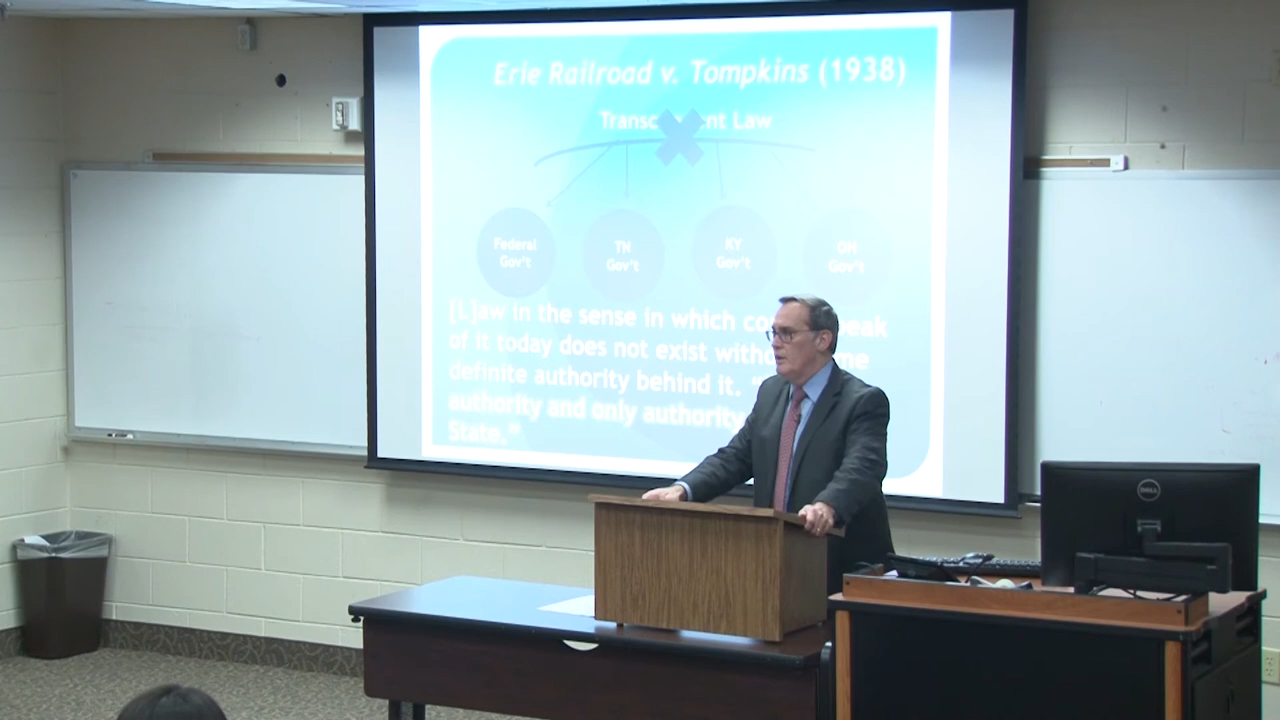 Erie Railroad v. Tompkins (1938)
Transc nt Law
Federal
Gov't
TN
Gov't
KY
Gov't
OH
Gov't
[L]aw in the sense in which co peak
of it today does not exist witho me
definite authority behind it. "
authority and only authority
State."
DELL